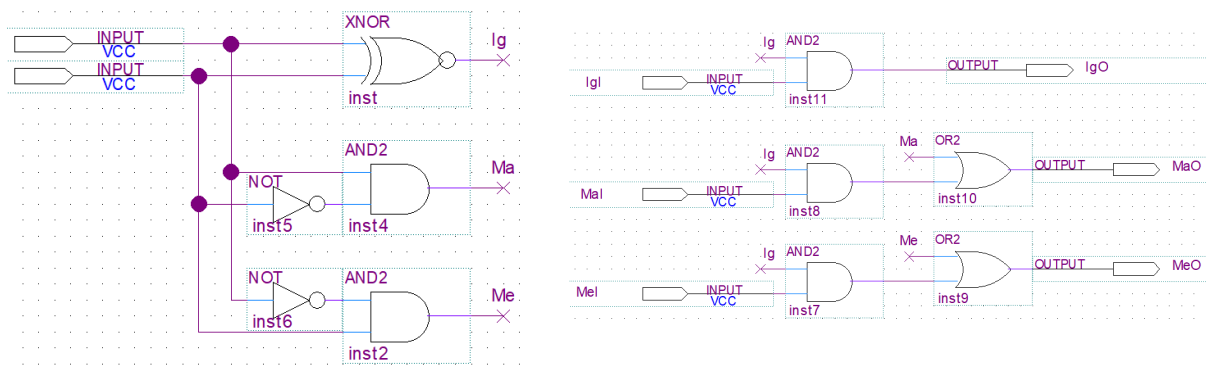 XNOR
INPUT
VCC
Ig
INPUT
VCC
inst
AND2
Ma
NOT
inst5
inst4
AND2
NOT
Me
inst6
inst2
Ig
AND2
OUTPUT
IgO
IgI
INPUT
VCC
inst11
Ma
OR2
Ig
AND2
OUTPUT
MaO
MaI
INPUT
VCC
inst8
inst10
Me
OR2
Ig
AND2
OUTPUT
MeO
MeI
INPUT
VCC
inst7
inst9